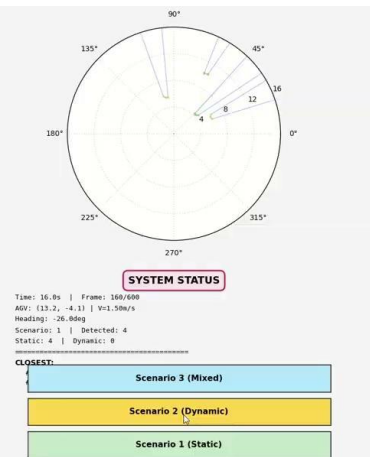 90°
135°
45°
16
12
8
4
180°
0°
225°
315°
270°
SYSTEM STATUS
Time: 16.0s | Frame: 160/600
AGV: (13.2, -4.1) | V=1.50m/s
Heading: -26.0deg
Scenario: 1 | Detected: 4
Static: 4 | Dynamic: 0
========================================
CLOSEST:
Scenario 3 (Mixed)
Scenario 2 (Dynamic)
Scenario 1 (Static)